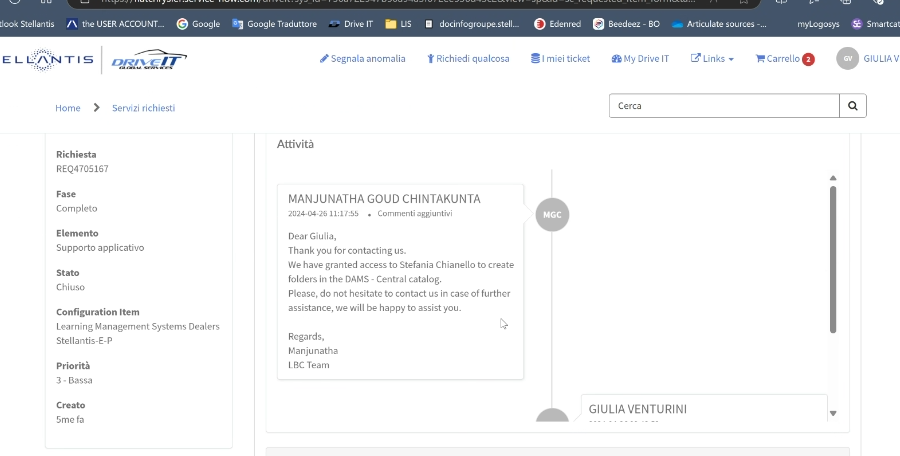 tlook Stellantis
the USER ACCOUNT...
Google
Google Traduttore
Drive IT
LIS
docinfogroupe.stell...
Edenred
Beedeez - BO
Articulate sources -...
myLogosys
Smartcat
ELLANTIS
DRIVEIT
GLOBAL SERVICES
Segnala anomalia
Richiedi qualcosa
I miei ticket
My Drive IT
Links
Carrello 2
GV
GIULIA V
Home
Servizi richiesti
Cerca
Richiesta
REQ4705167
Fase
Completo
Elemento
Supporto applicativo
Stato
Chiuso
Configuration Item
Learning Management Systems Dealers
Stellantis-E-P
Priorità
3 - Bassa
Creato
5me fa
Attività
MANJUNATHA GOUD CHINTAKUNTA
2024-04-26 11:17:55 • Commenti aggiuntivi
MGC
Dear Giulia,
Thank you for contacting us.
We have granted access to Stefania Chianello to create
folders in the DAMS - Central catalog.
Please, do not hesitate to contact us in case of further
assistance, we will be happy to assist you.
Regards,
Manjunatha
LBC Team
GIULIA VENTURINI